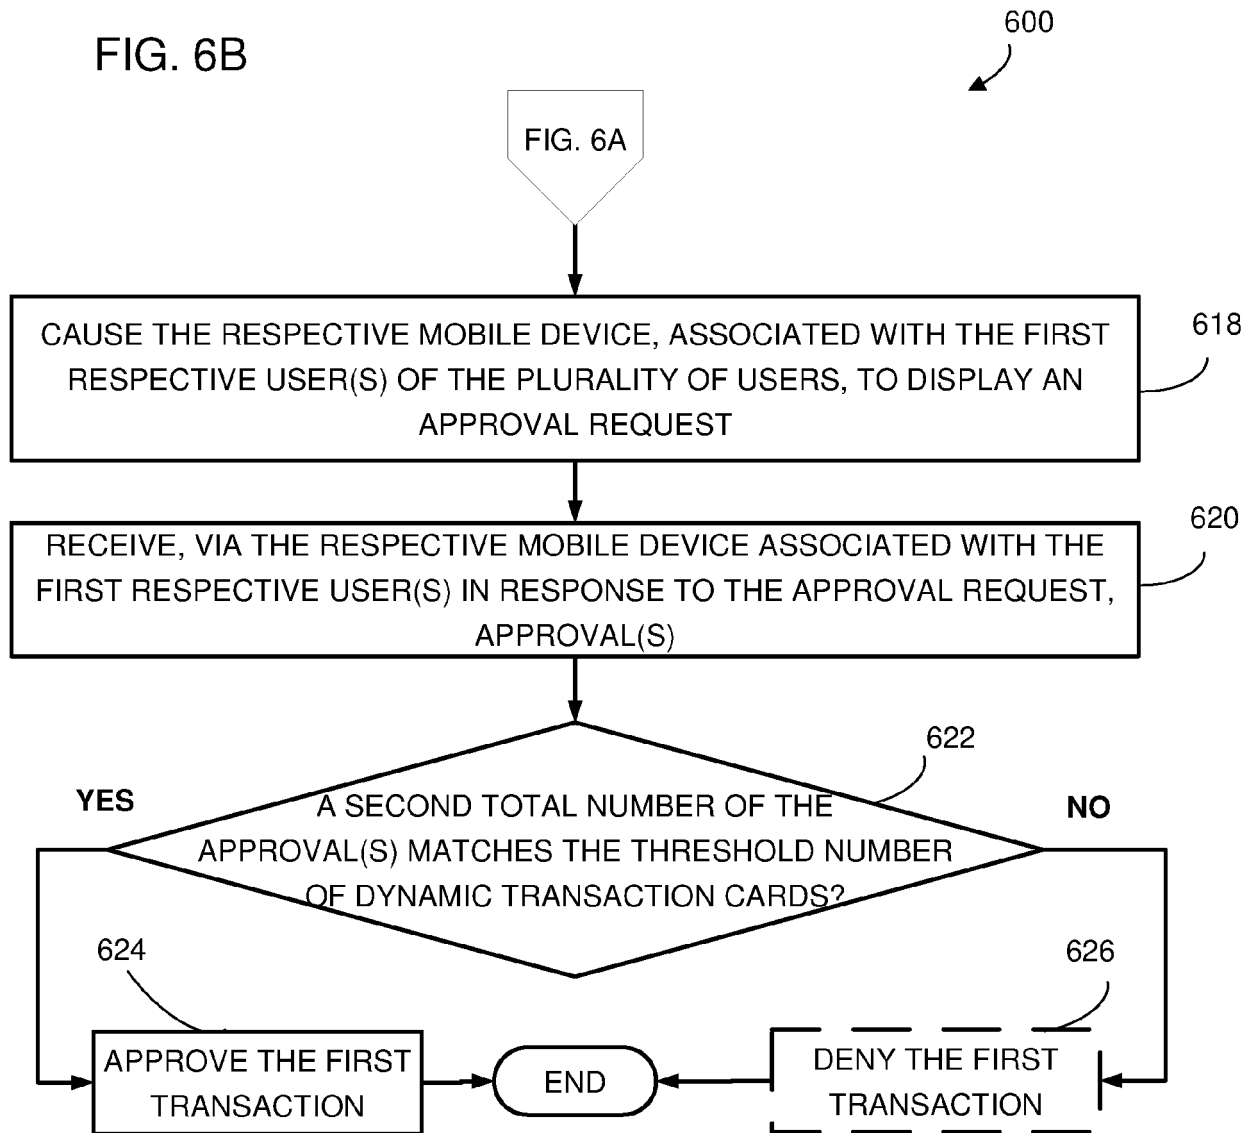 FIG. 6B
600
FIG. 6A
CAUSE THE RESPECTIVE MOBILE DEVICE, ASSOCIATED WITH THE FIRST
RESPECTIVE USER(S) OF THE PLURALITY OF USERS, TO DISPLAY AN
APPROVAL REQUEST
618
RECEIVE, VIA THE RESPECTIVE MOBILE DEVICE ASSOCIATED WITH THE
FIRST RESPECTIVE USER(S) IN RESPONSE TO THE APPROVAL REQUEST,
APPROVAL(S)
620
622
YES
A SECOND TOTAL NUMBER OF THE
APPROVAL(S) MATCHES THE THRESHOLD NUMBER
OF DYNAMIC TRANSACTION CARDS?
NO
624
626
APPROVE THE FIRST
TRANSACTION
END
DENY THE FIRST
TRANSACTION